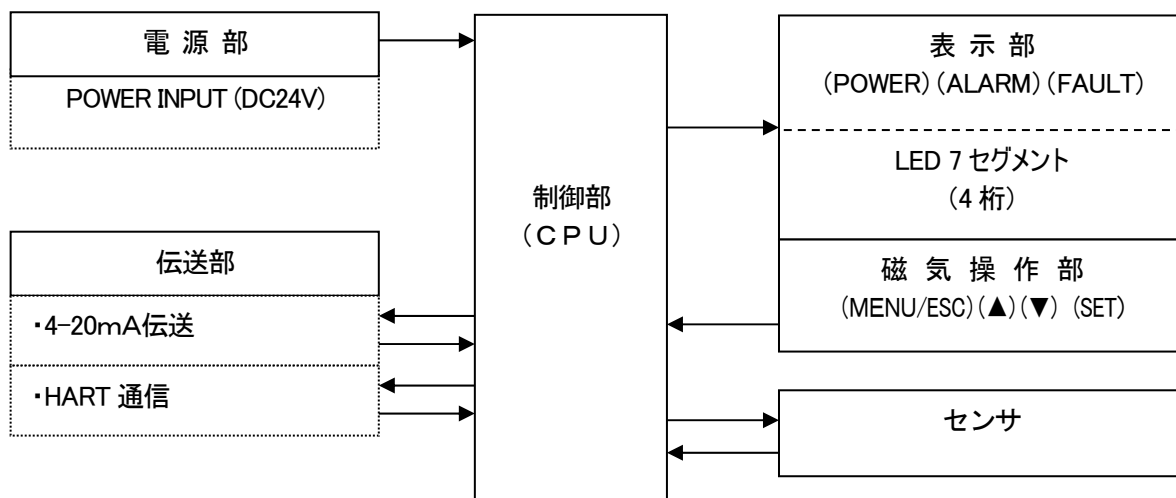 電 源 部
POWER INPUT (DC24V)
伝送部
・4-20mA伝送
・HART 通信
制御部
（ＣＰＵ）
表 示 部
(POWER) (ALARM) (FAULT)
LED 7 セグメント
(4 桁)
磁 気 操 作 部
(MENU/ESC)(▲)(▼) (SET)
センサ